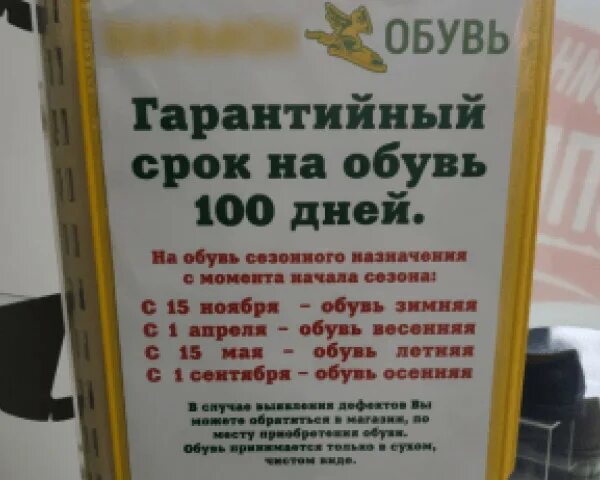 ОБУВЬ
Гарантийный
срок на обувь
100 дней.
На обувь сезонного назначения
с момента начала сезона:
С 15 ноября – обувь зимняя
С 1 апреля – обувь весенняя
С 15 мая – обувь летняя
С 1 сентября – обувь осенняя
В случае выявления дефектов Вы
можете обратиться в магазин, по
месту приобретения обуви.
Обувь принимается только в сухом,
чистом виде.